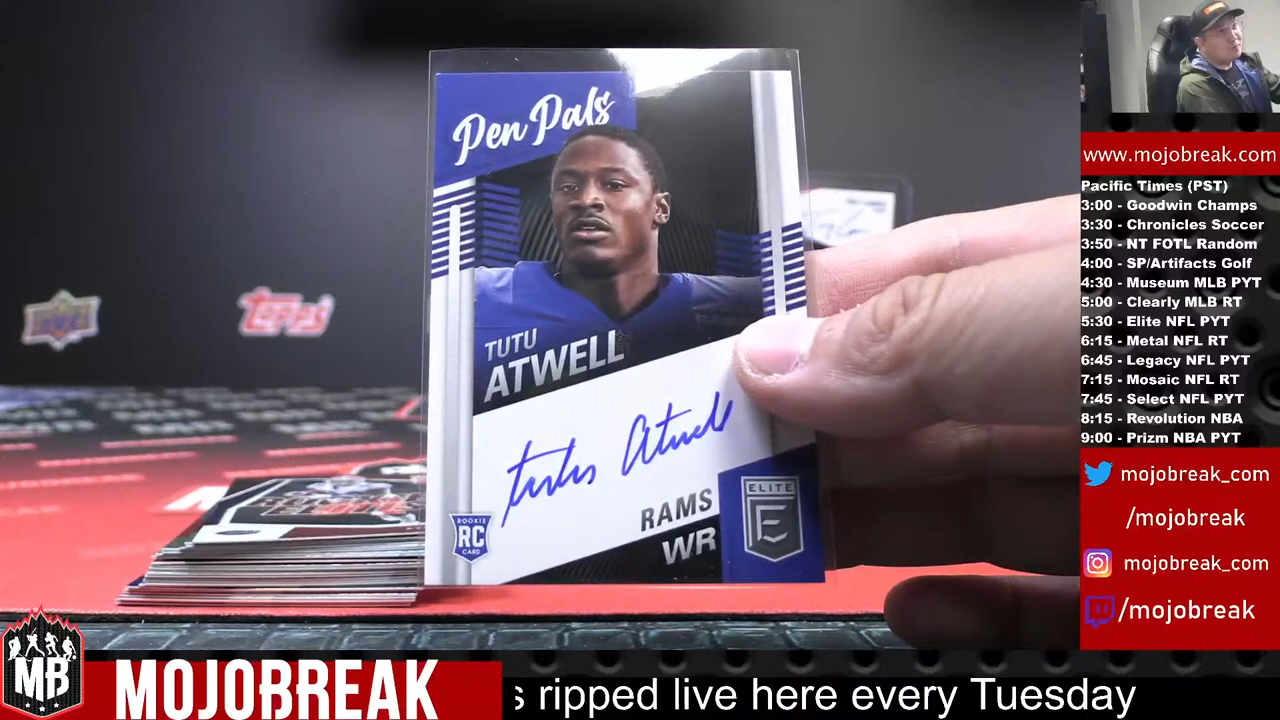 Pen Pals
TUTU
ATWELL
Tutu Atwell
RAMS
WR
ROOKIE
RC
CARD
ELITE
E
topps
www.mojobreak.com
Pacific Times (PST)
3:00 - Goodwin Champs
3:30 - Chronicles Soccer
3:50 - NT FOTL Random
4:00 - SP/Artifacts Golf
4:30 - Museum MLB PYT
5:00 - Clearly MLB RT
5:30 - Elite NFL PYT
6:15 - Metal NFL RT
6:45 - Legacy NFL PYT
7:15 - Mosaic NFL RT
7:45 - Select NFL PYT
8:15 - Revolution NBA
9:00 - Prizm NBA PYT
mojobreak_com
/mojobreak
mojobreak_com
/mojobreak
MB
MOJOBREAK
s ripped live here every Tuesday